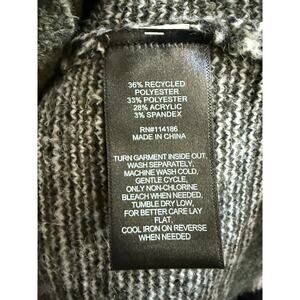 36% RECYCLED
POLYESTER
33% POLYESTER
28% ACRYLIC
3% SPANDEX
RN#114186
MADE IN CHINA
TURN GARMENT INSIDE OUT,
WASH SEPARATELY,
MACHINE WASH COLD,
GENTLE CYCLE,
ONLY NON-CHLORINE
BLEACH WHEN NEEDED,
TUMBLE DRY LOW,
FOR BETTER CARE LAY
FLAT,
COOL IRON ON REVERSE
WHEN NEEDED